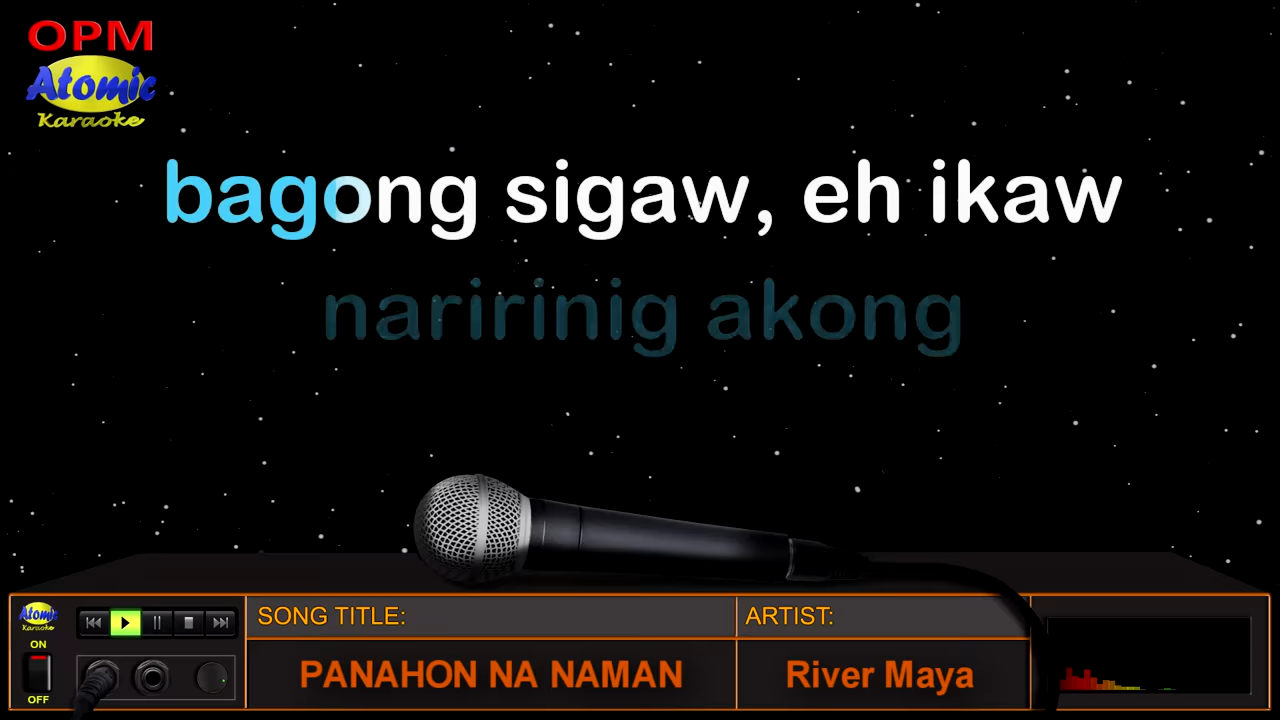 OPM
Atomic
Karaoke
bagong sigaw, eh ikaw
naririnig akong
Atomic
Karaoke
ON
OFF
SONG TITLE:
ARTIST:
PANAHON NA NAMAN
River Maya